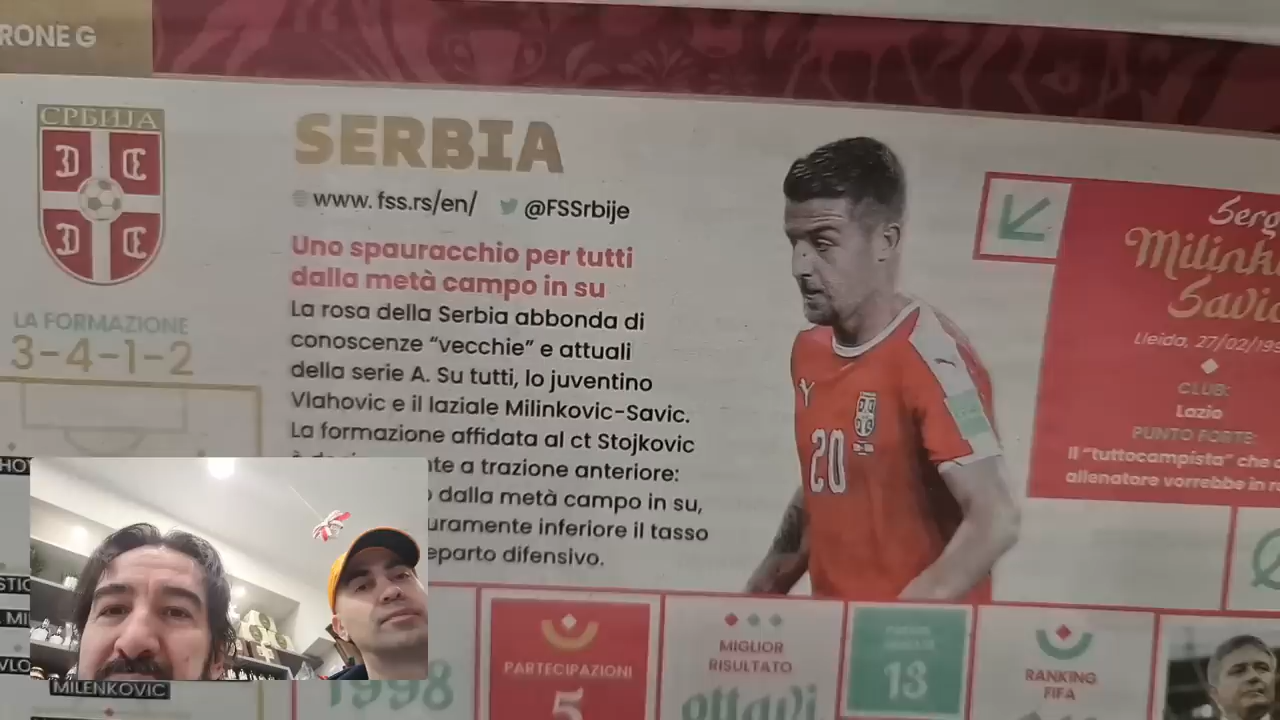 RONE G
СРБИЈА
SERBIA
www.fss.rs/en/ @FSSrbije
Uno spauracchio per tutti
dalla metà campo in su
La rosa della Serbia abbonda di
conoscenze “vecchie” e attuali
della serie A. Su tutti, lo juventino
Vlahovic e il laziale Milinkovic-Savic.
La formazione affidata al ct Stojkovic
te a trazione anteriore:
dalla metà campo in su,
uramente inferiore il tasso
eparto difensivo.
LA FORMAZIONE
3-4-1-2
MILENKOVIC
20
Serg
Milink
Savic
Lleida, 27/02/199
CLUB:
Lazio
PUNTO FORTE:
Il “tuttocampista” che
allenatore vorrebbe in
1998
PARTECIPAZIONI
5
MIGLIOR
RISULTATO
ottavi
13
RANKING
FIFA